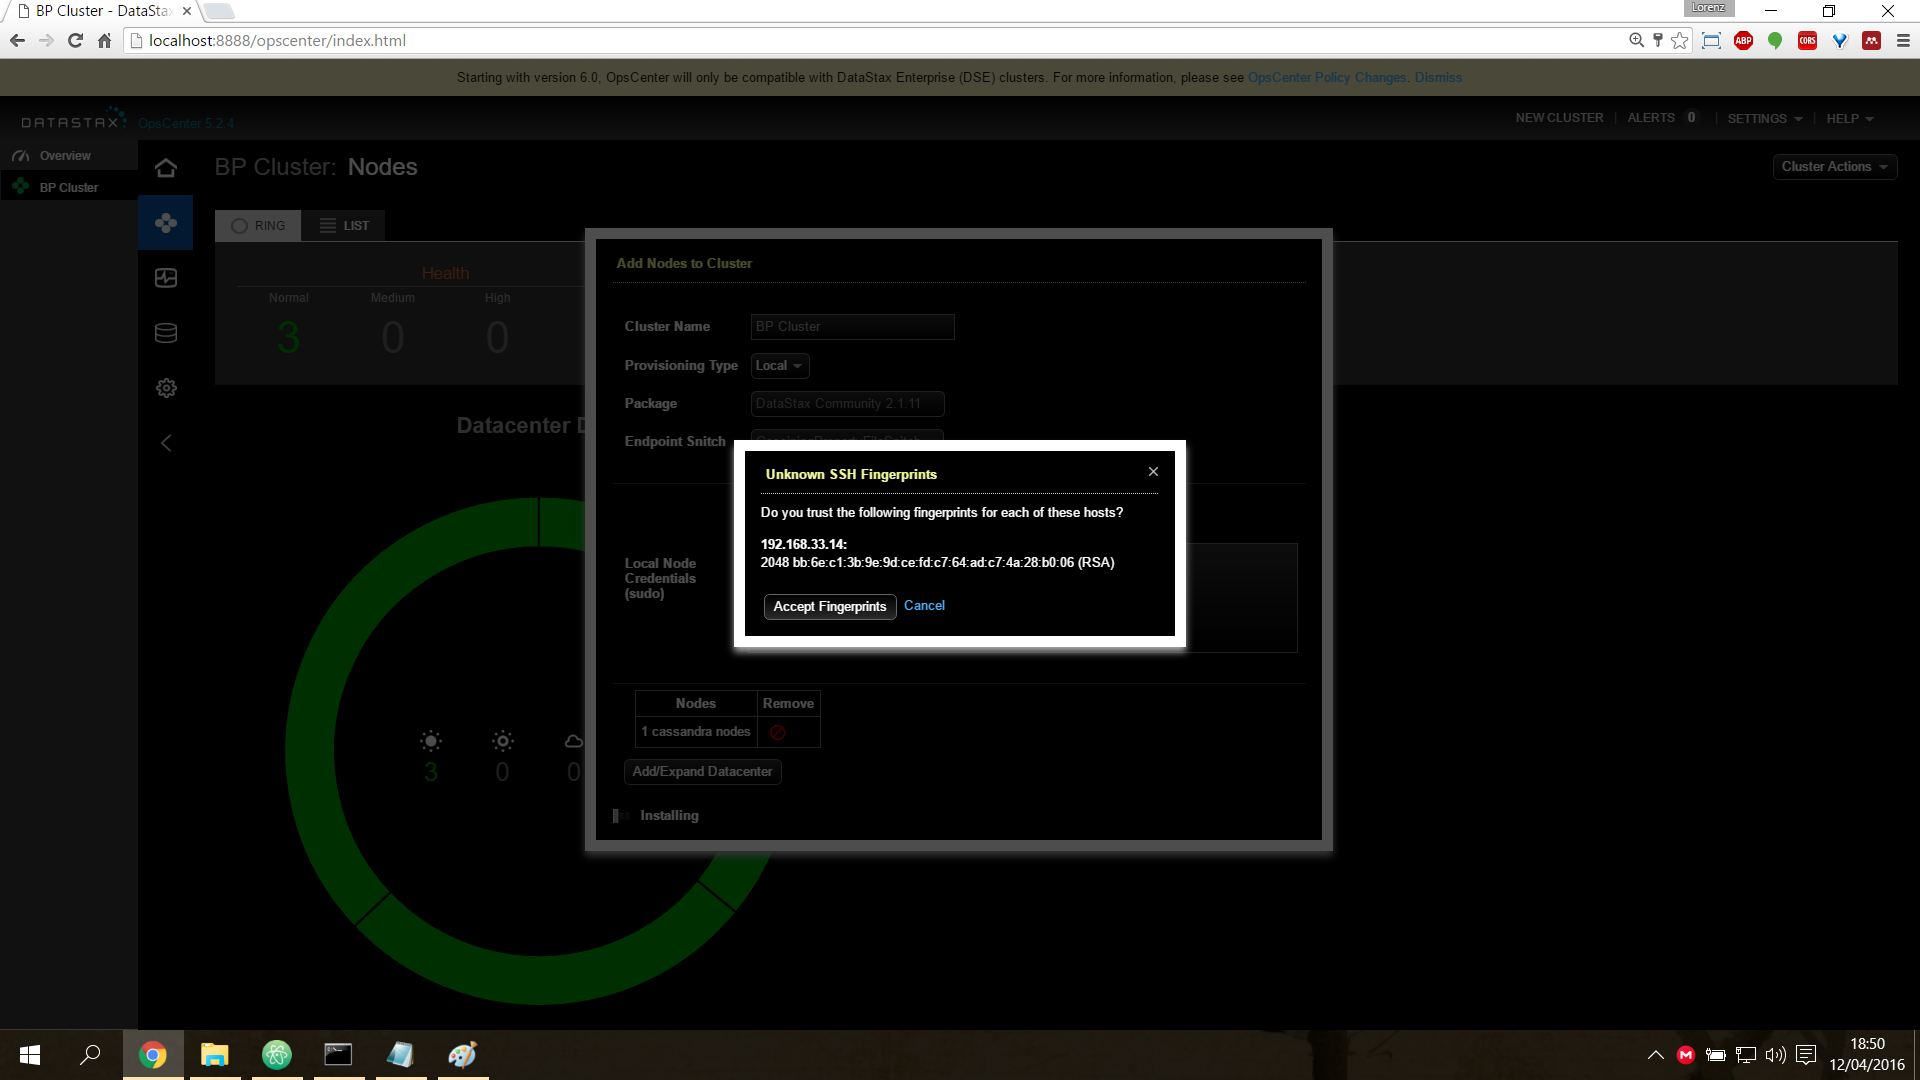 BP Cluster - DataStax
Lorenz
localhost:8888/opscenter/index.html
ABP
CORS
Starting with version 6.0, OpsCenter will only be compatible with DataStax Enterprise (DSE) clusters. For more information, please see OpsCenter Policy Changes. Dismiss
DATASTAX OpsCenter 5.2.4
NEW CLUSTER | ALERTS 0 | SETTINGS | HELP
Overview
BP Cluster
BP Cluster: Nodes
Cluster Actions
RING
LIST
Health
Normal Medium High
3 0 0
Datacenter
3 0 0
Add Nodes to Cluster
Cluster Name BP Cluster
Provisioning Type Local
Package DataStax Community 2.1.11
Endpoint Snitch
Unknown SSH Fingerprints
Do you trust the following fingerprints for each of these hosts?
192.168.33.14:
2048 bb:6e:c1:3b:9e:9d:ce:fd:c7:64:ad:c7:4a:28:b0:06 (RSA)
Accept Fingerprints Cancel
Local Node
Credentials
(sudo)
Nodes Remove
1 cassandra nodes
Add/Expand Datacenter
Installing
18:50
12/04/2016